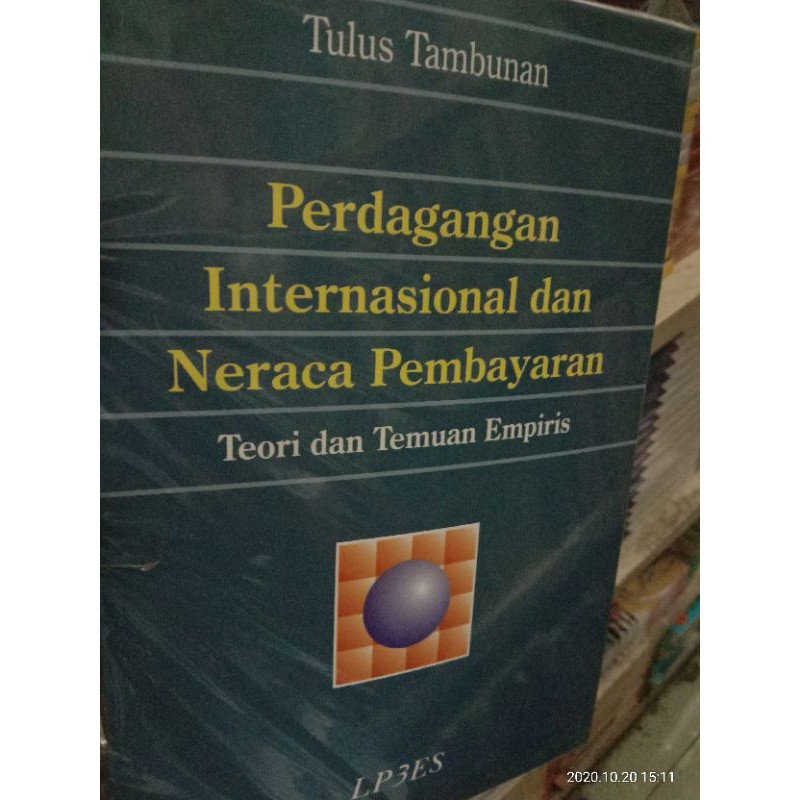 Tulus Tambunan
Perdagangan
Internasional dan
Neraca Pembayaran
Teori dan Temuan Empiris
LP3ES
2020.10.20 15:11